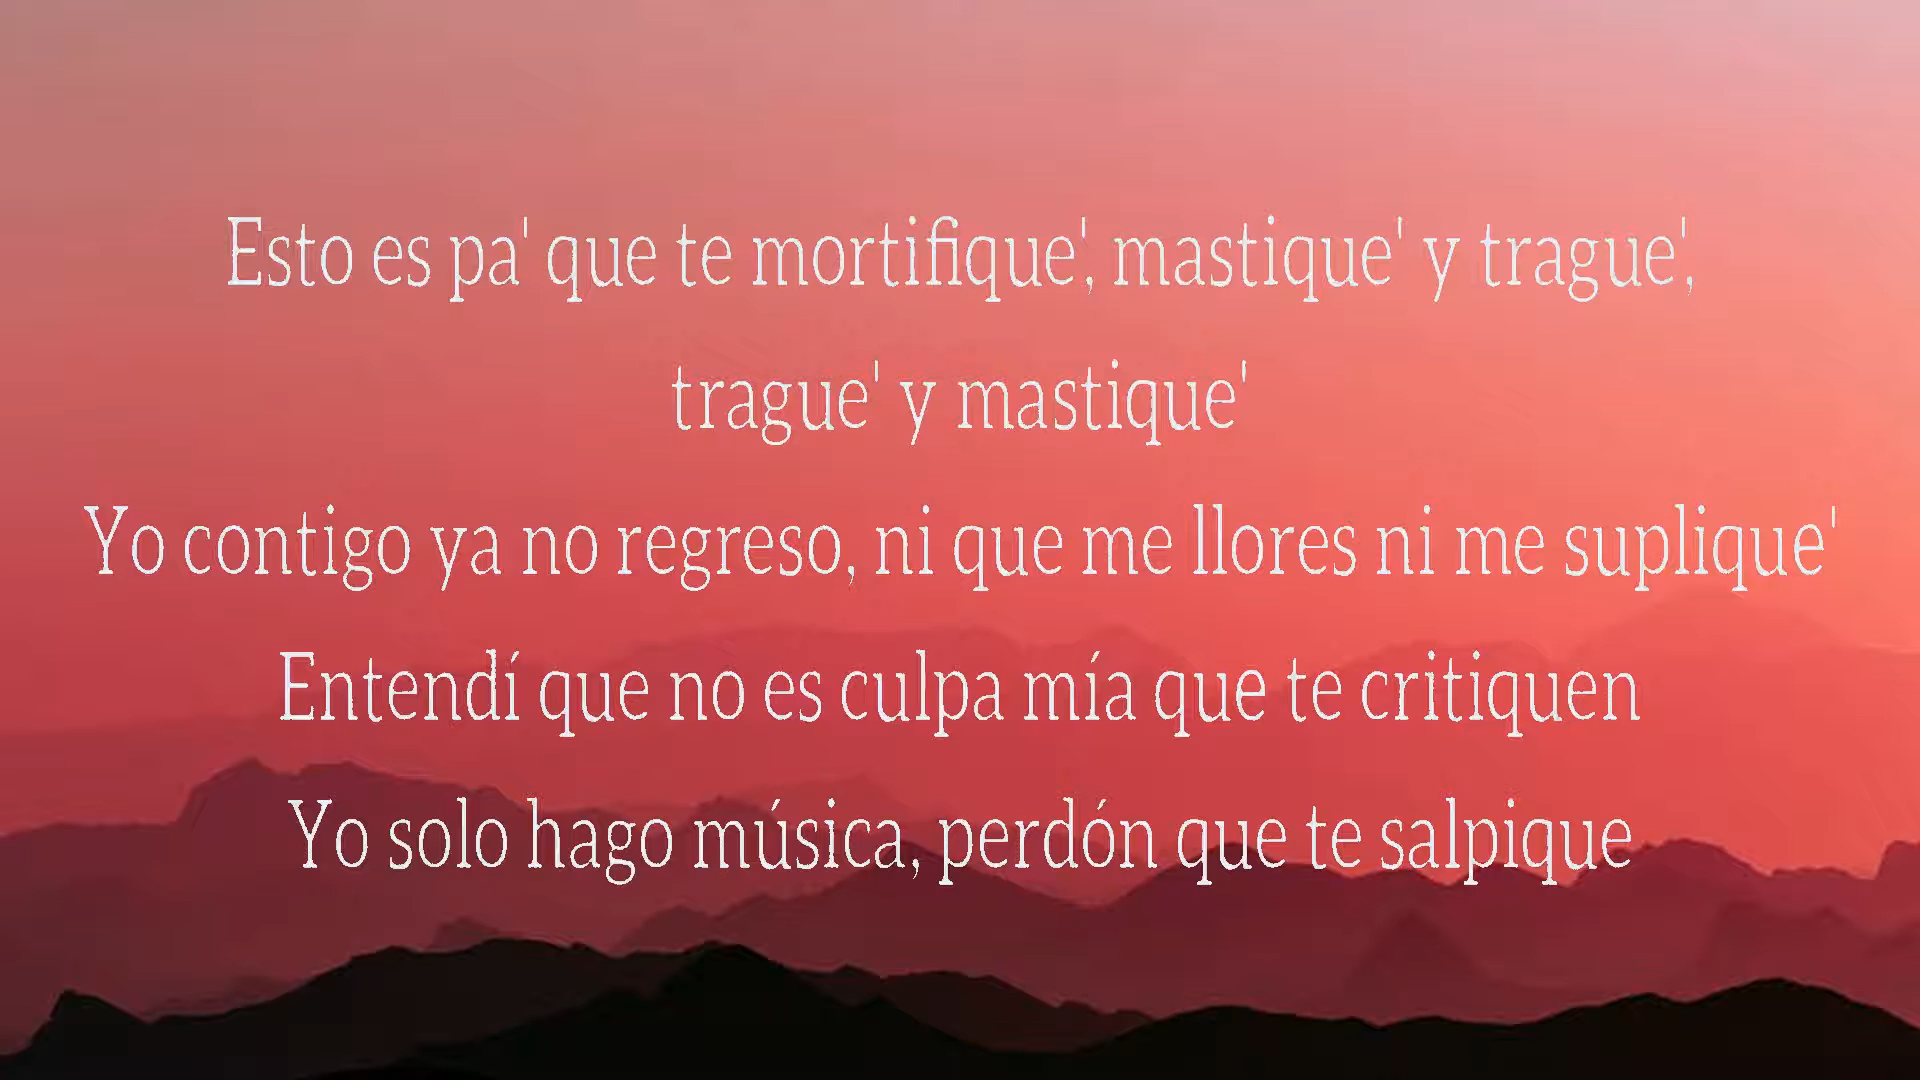 Esto es pa' que te mortifique', mastique' y trague',
trague' y mastique'
Yo contigo ya no regreso, ni que me llores ni me suplique'
Entendí que no es culpa mía que te critiquen
Yo solo hago música, perdón que te salpique